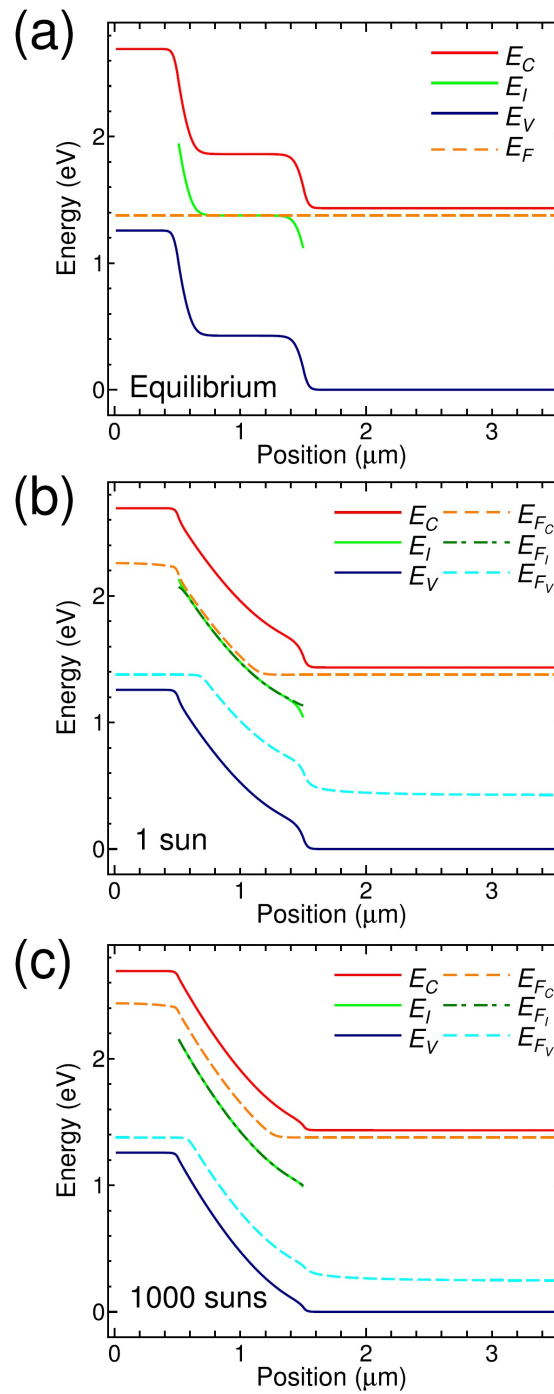 (a)
E_C
E_I
E_V
E_F
2
1
0
Energy (eV)
Equilibrium
0 1 2 3
Position (μm)
(b)
E_C E_{F_C}
E_I E_{F_I}
E_V E_{F_V}
2
1
0
Energy (eV)
1 sun
0 1 2 3
Position (μm)
(c)
E_C E_{F_C}
E_I E_{F_I}
E_V E_{F_V}
2
1
0
Energy (eV)
1000 suns
0 1 2 3
Position (μm)